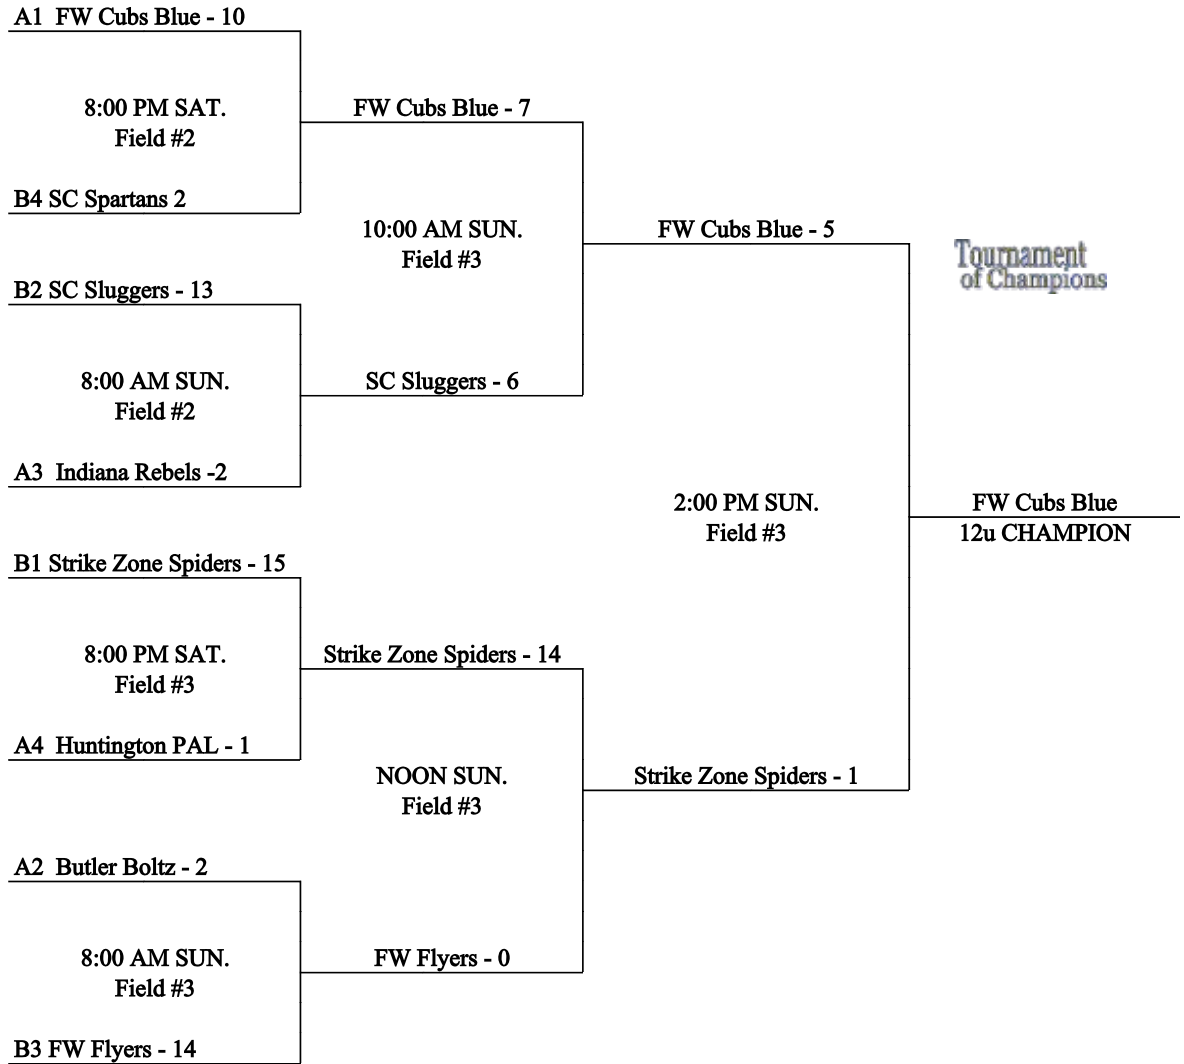 A1 FW Cubs Blue - 10
8:00 PM SAT.
Field #2
FW Cubs Blue - 7
B4 SC Spartans 2
10:00 AM SUN.
Field #3
FW Cubs Blue - 5
Tournament
of Champions
B2 SC Sluggers - 13
8:00 AM SUN.
Field #2
SC Sluggers - 6
A3 Indiana Rebels -2
2:00 PM SUN.
Field #3
FW Cubs Blue
12u CHAMPION
B1 Strike Zone Spiders - 15
8:00 PM SAT.
Field #3
Strike Zone Spiders - 14
A4 Huntington PAL - 1
NOON SUN.
Field #3
Strike Zone Spiders - 1
A2 Butler Boltz - 2
8:00 AM SUN.
Field #3
FW Flyers - 0
B3 FW Flyers - 14